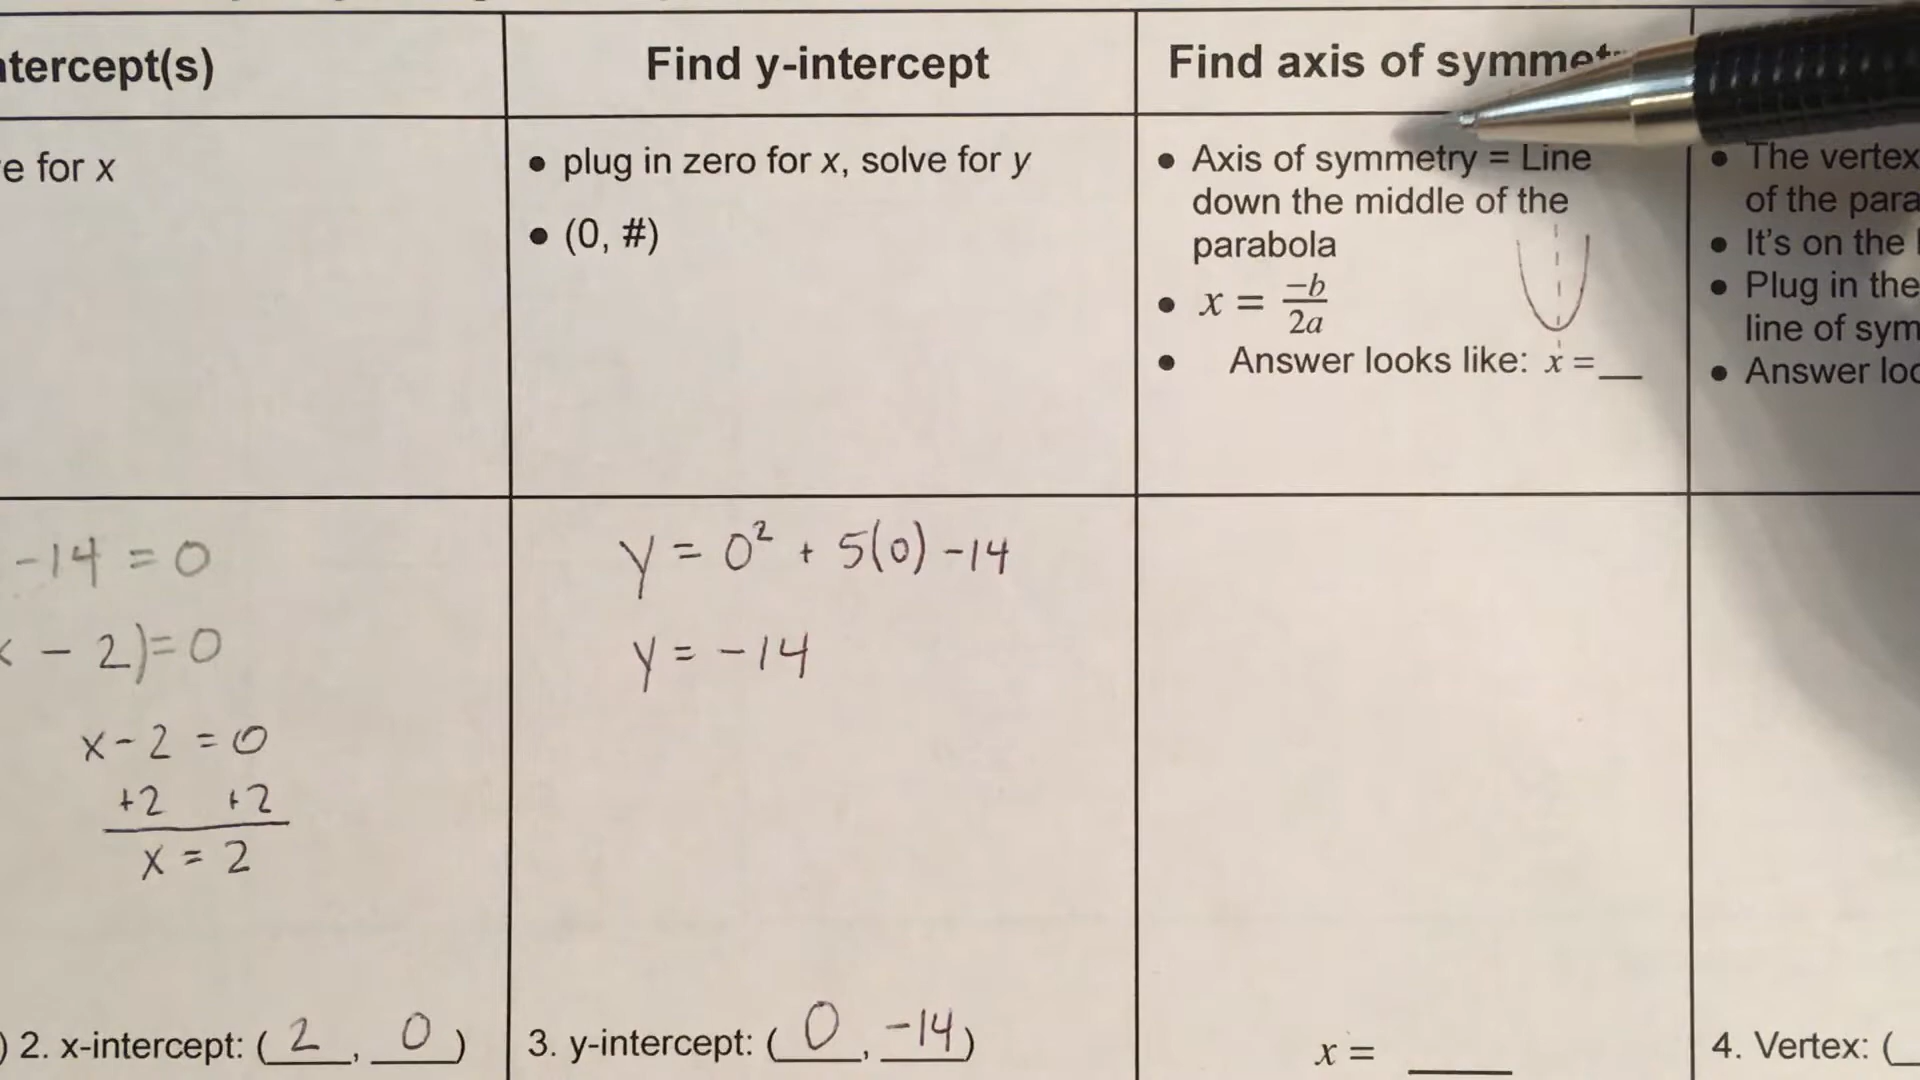 ntercept(s)
Find y-intercept
Find axis of
e for x
• plug in zero for x, solve for y
• (0, #)
• Axis of symmetry = Line
down the middle of the
parabola
• x = -b/2a
• Answer looks like: x = __
• The vertex
of the para
• It's on the
• Plug in the
line of sym
• Answer loo
-14 = 0
x - 2) = 0
x - 2 = 0
+2 +2
x = 2
y = 0² + 5(0) - 14
y = -14
) 2. x-intercept: (2, 0)
3. y-intercept: (0, -14)
x = ____
4. Vertex: (